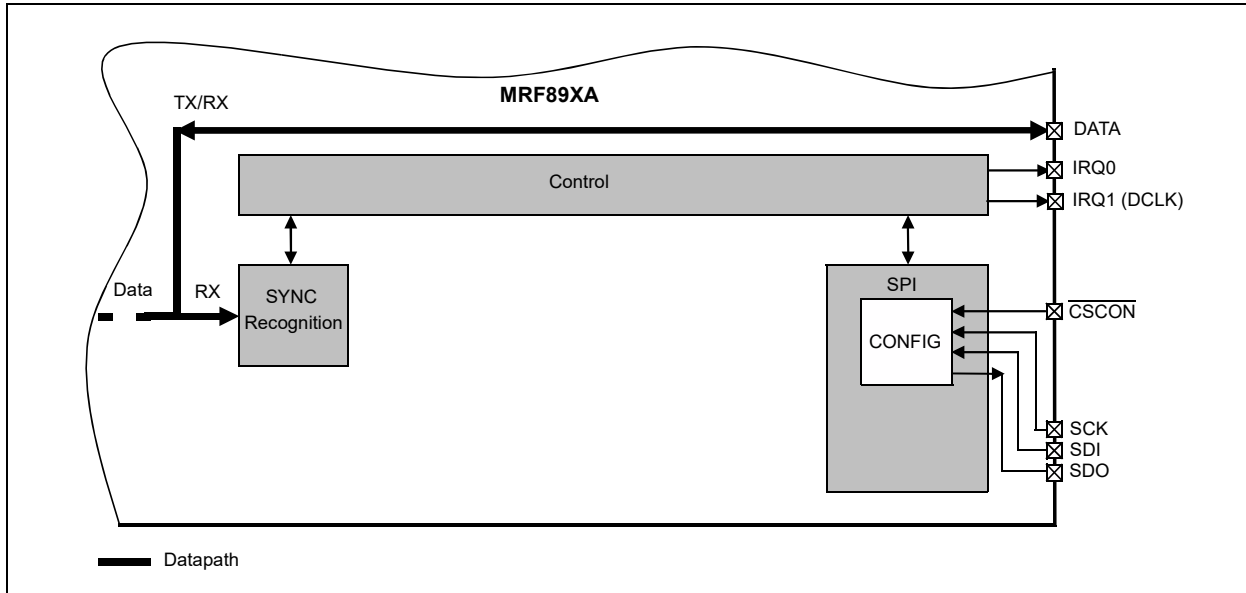 MRF89XA
TX/RX
DATA
IRQ0
Control
IRQ1 (DCLK)
Data
RX
SYNC
Recognition
SPI
CSCON
CONFIG
SCK
SDI
SDO
Datapath